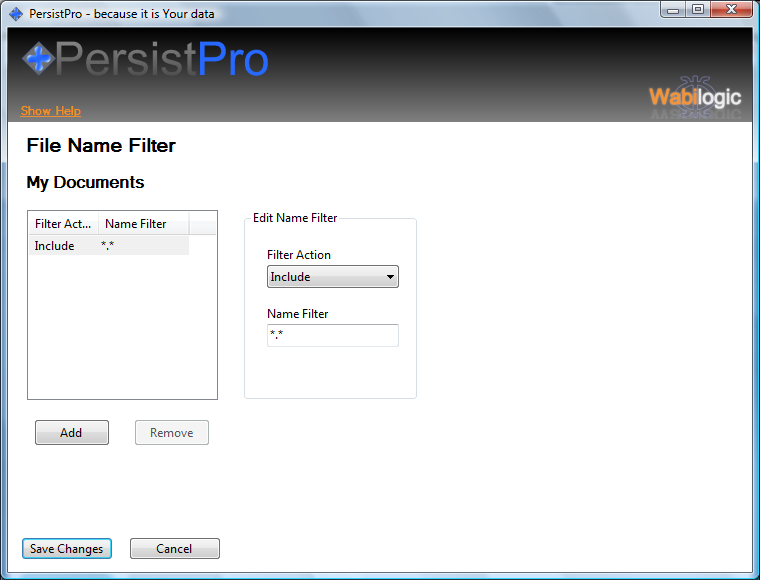 PersistPro - because it is Your data
PersistPro
Show Help
Wabilogic
File Name Filter
My Documents
Filter Act... Name Filter
Include *.*
Edit Name Filter
Filter Action
Include
Name Filter
*.*
Add Remove
Save Changes Cancel